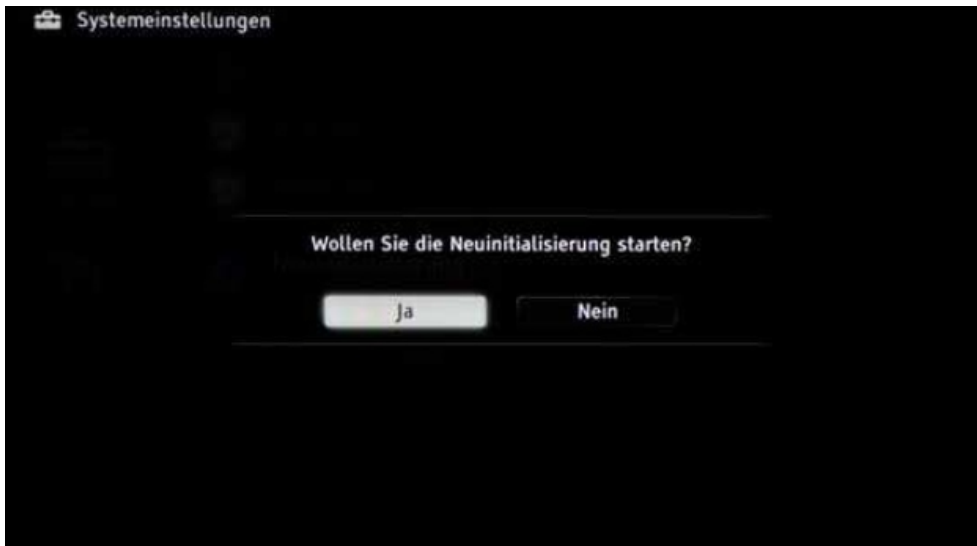 Systemeinstellungen
Wollen Sie die Neuinitialisierung starten?
Ja
Nein